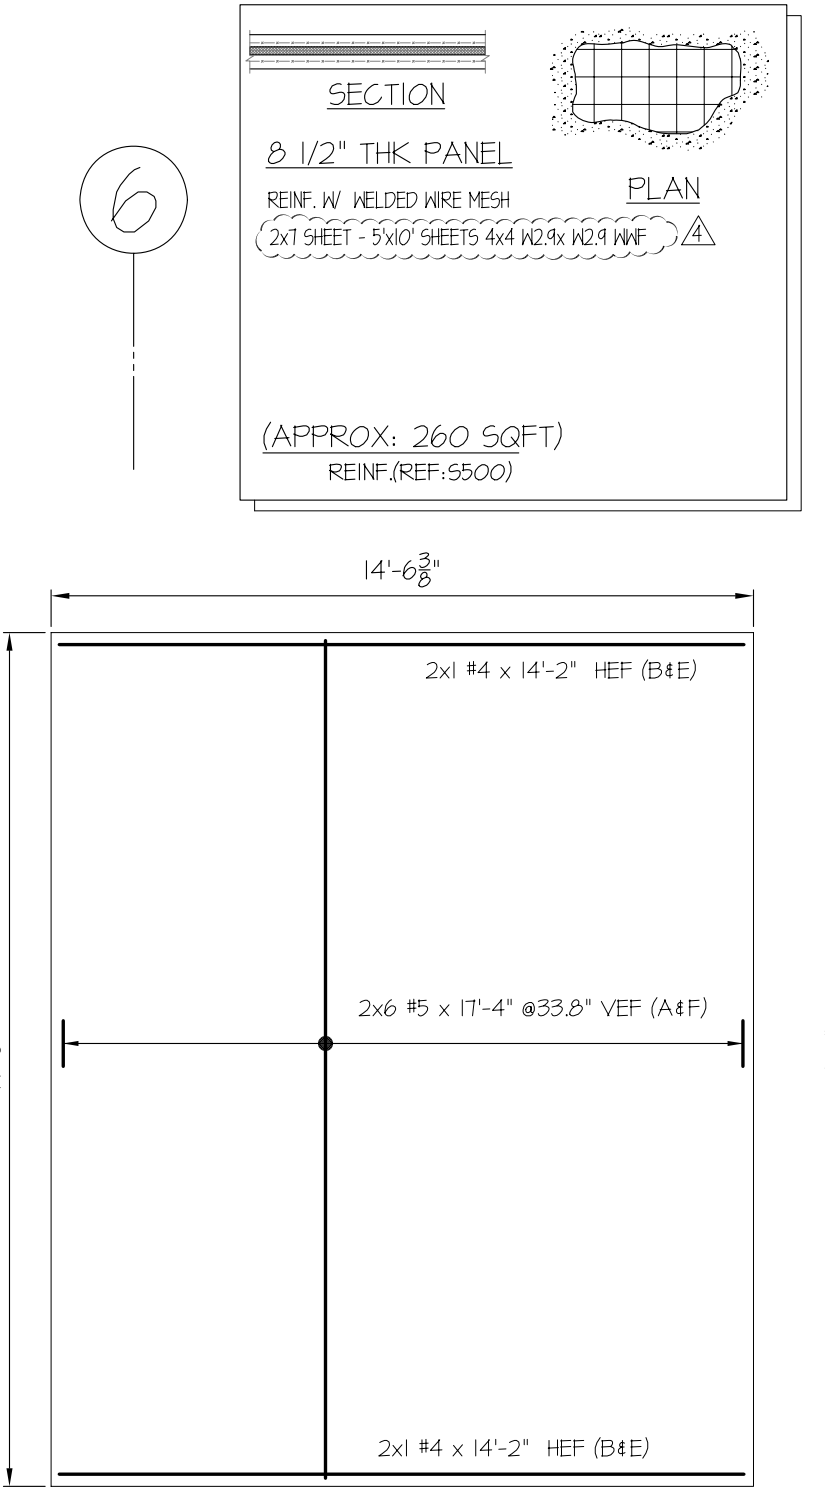 SECTION
8 1/2" THK PANEL
PLAN
REINF. W/ WELDED WIRE MESH
2x7 SHEET - 5'x10' SHEETS 4x4 W2.9x W2.9 WWF
4
6
(APPROX: 260 SQFT)
REINF.(REF:S500)
14'-6 3/8"
2x1 #4 x 14'-2" HEF (B&E)
2x6 #5 x 17'-4" @33.8" VEF (A&F)
2x1 #4 x 14'-2" HEF (B&E)